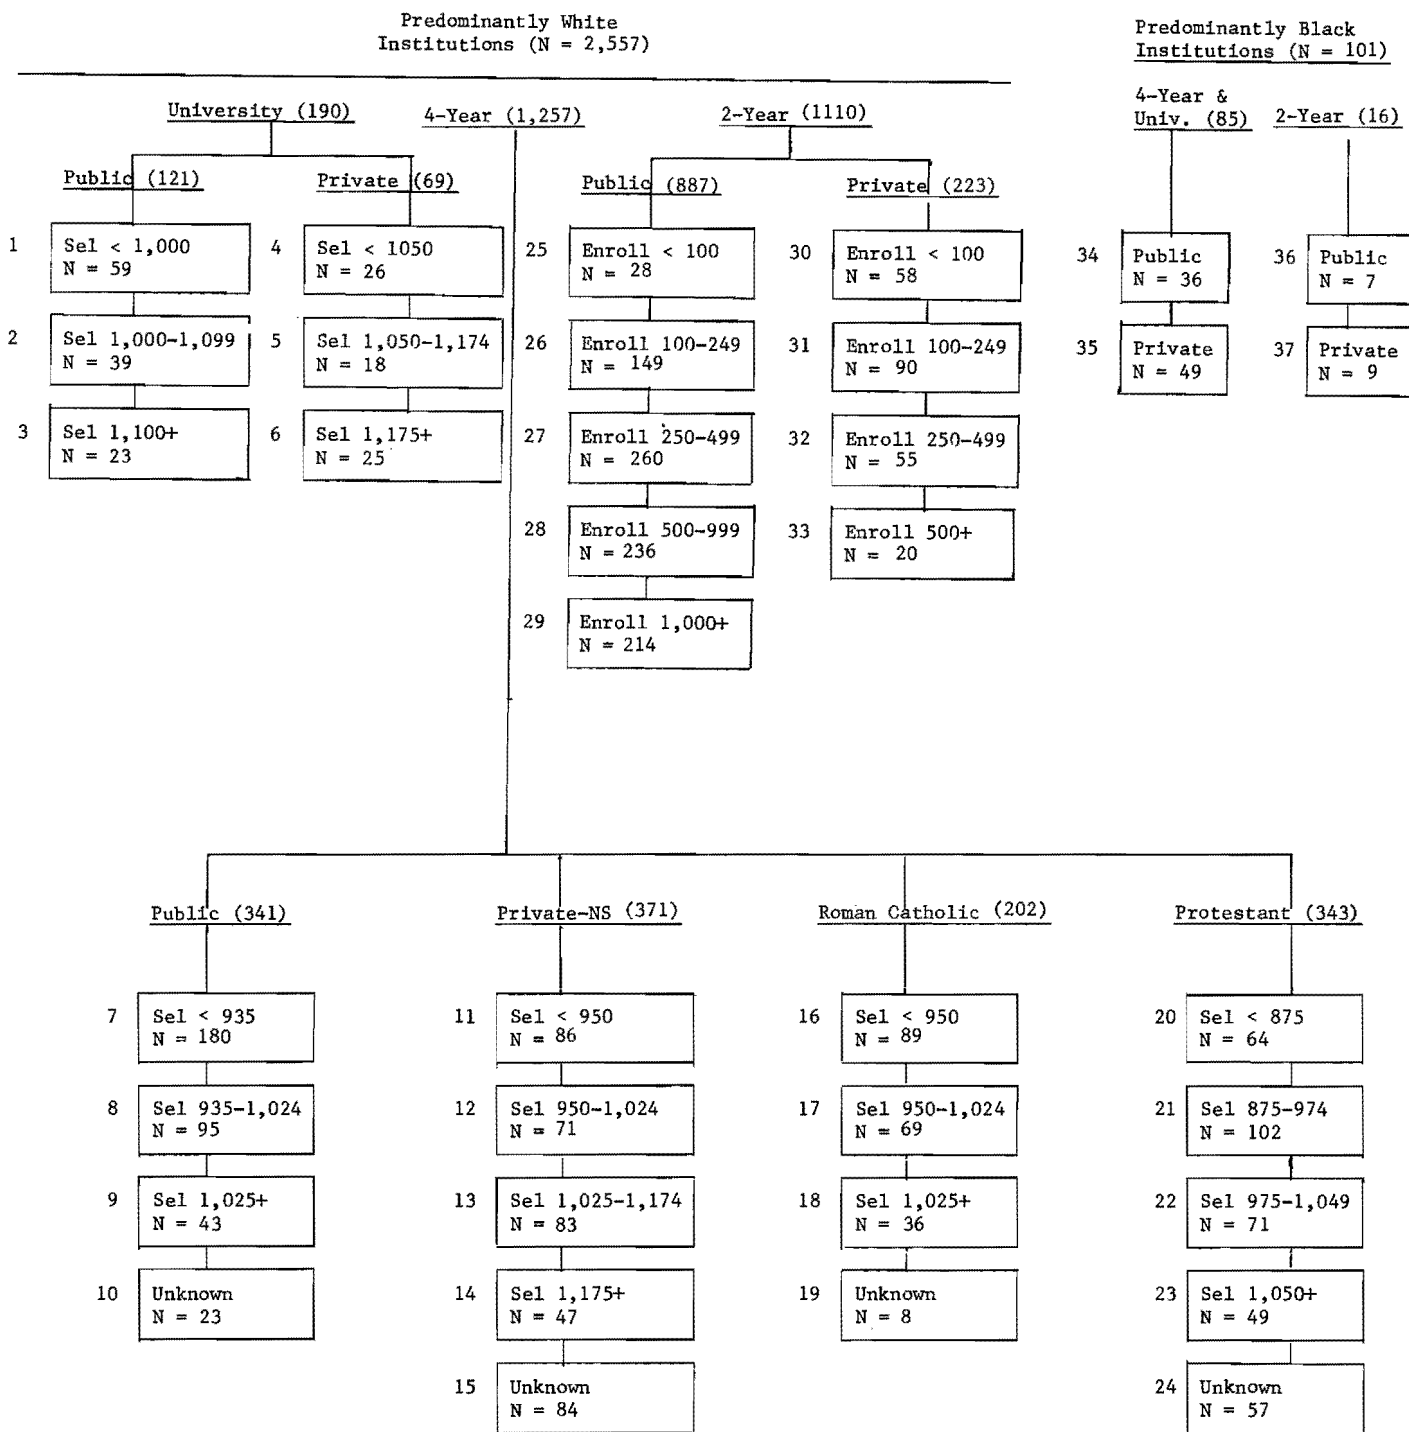 Predominantly White
Institutions (N = 2,557)
Predominantly Black
Institutions (N = 101)
University (190)
4-Year (1,257)
2-Year (1110)
4-Year &
Univ. (85)
2-Year (16)
Public (121)
Private (69)
Public (887)
Private (223)
1
Sel < 1,000
N = 59
2
Sel 1,000-1,099
N = 39
3
Sel 1,100+
N = 23
4
Sel < 1050
N = 26
5
Sel 1,050-1,174
N = 18
6
Sel 1,175+
N = 25
25
Enroll < 100
N = 28
26
Enroll 100-249
N = 149
27
Enroll 250-499
N = 260
28
Enroll 500-999
N = 236
29
Enroll 1,000+
N = 214
30
Enroll < 100
N = 58
31
Enroll 100-249
N = 90
32
Enroll 250-499
N = 55
33
Enroll 500+
N = 20
34
Public
N = 36
35
Private
N = 49
36
Public
N = 7
37
Private
N = 9
Public (341)
Private-NS (371)
Roman Catholic (202)
Protestant (343)
7
Sel < 935
N = 180
8
Sel 935-1,024
N = 95
9
Sel 1,025+
N = 43
10
Unknown
N = 23
11
Sel < 950
N = 86
12
Sel 950-1,024
N = 71
13
Sel 1,025-1,174
N = 83
14
Sel 1,175+
N = 47
15
Unknown
N = 84
16
Sel < 950
N = 89
17
Sel 950-1,024
N = 69
18
Sel 1,025+
N = 36
19
Unknown
N = 8
20
Sel < 875
N = 64
21
Sel 875-974
N = 102
22
Sel 975-1,049
N = 71
23
Sel 1,050+
N = 49
24
Unknown
N = 57